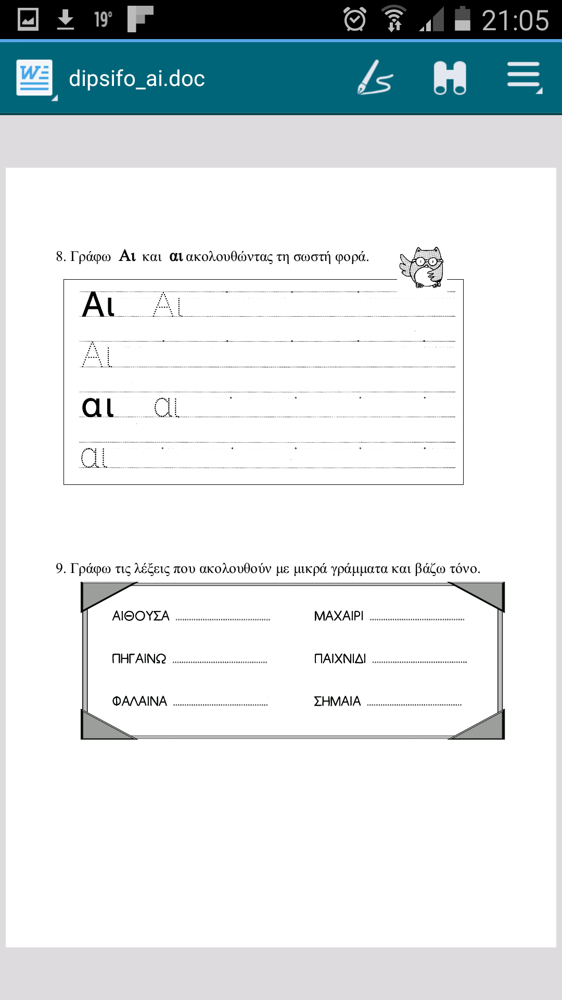 19° 21:05
dipsifo_ai.doc
8. Γράφω Αι και αι ακολουθώντας τη σωστή φορά.
Αι Αι
Αι
αι αι
αι
9. Γράφω τις λέξεις που ακολουθούν με μικρά γράμματα και βάζω τόνο.
ΑΙΘΟΥΣΑ ........................................ ΜΑΧΑΙΡΙ ........................................
ΠΗΓΑΙΝΩ ........................................ ΠΑΙΧΝΙΔΙ ........................................
ΦΑΛΑΙΝΑ ........................................ ΣΗΜΑΙΑ ........................................